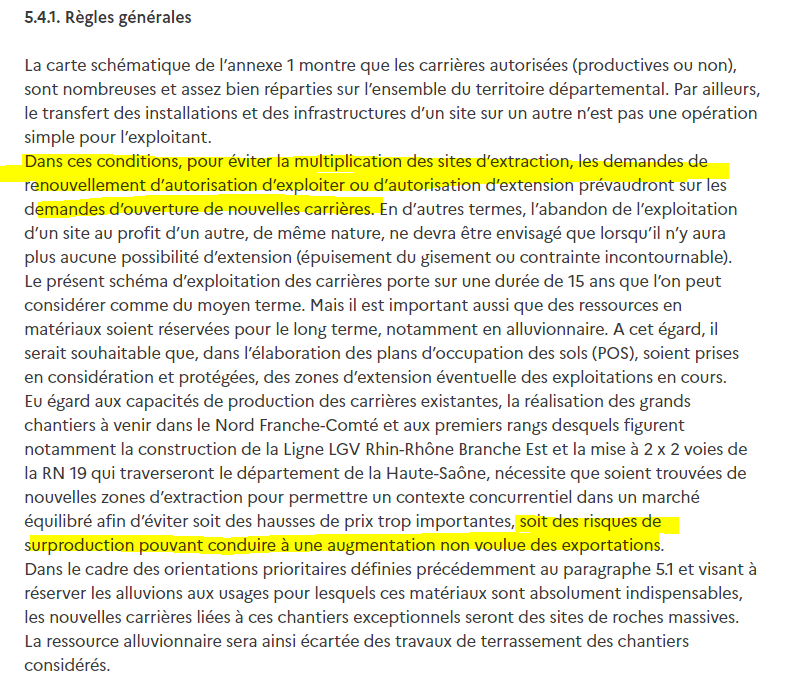 5.4.1. Règles générales
La carte schématique de l’annexe 1 montre que les carrières autorisées (productives ou non),
sont nombreuses et assez bien réparties sur l’ensemble du territoire départemental. Par ailleurs,
le transfert des installations et des infrastructures d’un site sur un autre n’est pas une opération
simple pour l’exploitant.
Dans ces conditions, pour éviter la multiplication des sites d’extraction, les demandes de
renouvellement d’autorisation d’exploiter ou d’autorisation d’extension prévaudront sur les
demandes d’ouverture de nouvelles carrières. En d’autres termes, l’abandon de l’exploitation
d’un site au profit d’un autre, de même nature, ne devra être envisagé que lorsqu’il n’y aura
plus aucune possibilité d’extension (épuisement du gisement ou contrainte incontournable).
Le présent schéma d’exploitation des carrières porte sur une durée de 15 ans que l’on peut
considérer comme du moyen terme. Mais il est important aussi que des ressources en
matériaux soient réservées pour le long terme, notamment en alluvionnaire. A cet égard, il
serait souhaitable que, dans l’élaboration des plans d’occupation des sols (POS), soient prises
en considération et protégées, des zones d’extension éventuelle des exploitations en cours.
Eu égard aux capacités de production des carrières existantes, la réalisation des grands
chantiers à venir dans le Nord Franche-Comté et aux premiers rangs desquels figurent
notamment la construction de la Ligne LGV Rhin-Rhône Branche Est et la mise à 2 x 2 voies de
la RN 19 qui traverseront le département de la Haute-Saône, nécessite que soient trouvées de
nouvelles zones d’extraction pour permettre un contexte concurrentiel dans un marché
équilibré afin d’éviter soit des hausses de prix trop importantes, soit des risques de
surproduction pouvant conduire à une augmentation non voulue des exportations.
Dans le cadre des orientations prioritaires définies précédemment au paragraphe 5.1 et visant à
réserver les alluvions aux usages pour lesquels ces matériaux sont absolument indispensables,
les nouvelles carrières liées à ces chantiers exceptionnels seront des sites de roches massives.
La ressource alluvionnaire sera ainsi écartée des travaux de terrassement des chantiers
considérés.